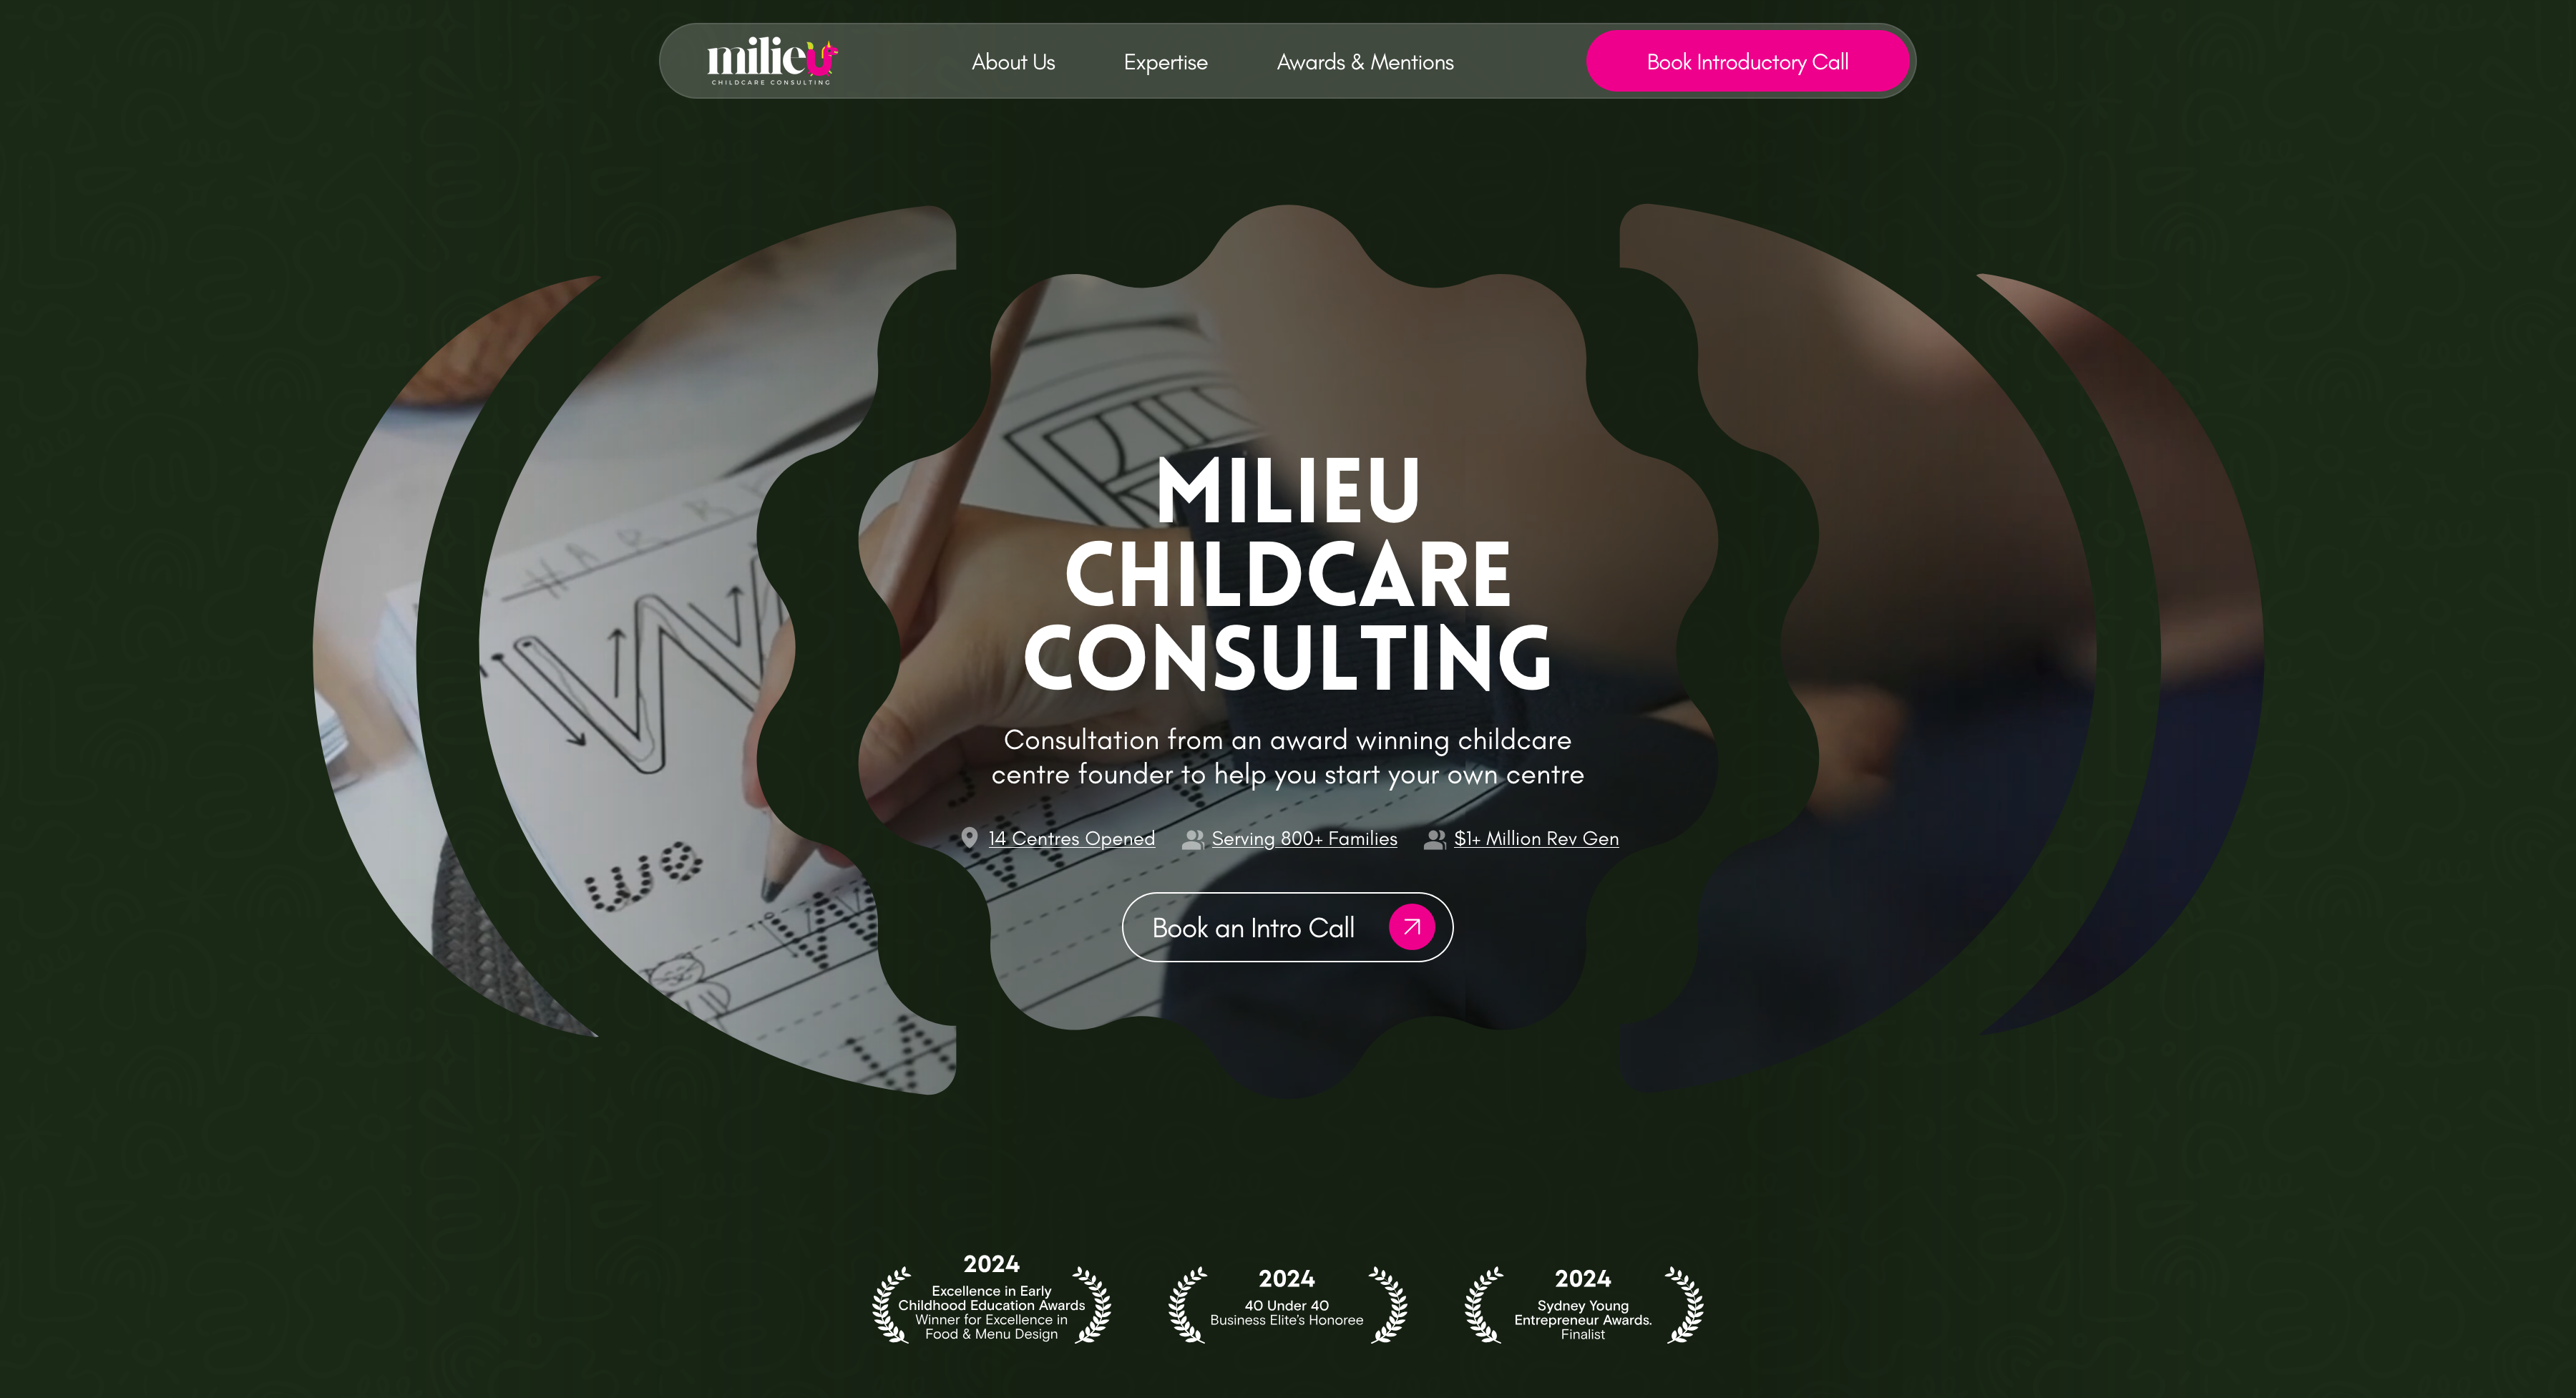 milieu
CHILDCARE CONSULTING
About Us
Expertise
Awards & Mentions
Book Introductory Call
HARR
W
MILIEU
CHILDCARE
CONSULTING
Consultation from an award winning childcare
centre founder to help you start your own centre
14 Centres Opened
Serving 800+ Families
$1+ Million Rev Gen
we
W
Book an Intro Call
W
2024
Excellence in Early
Childhood Education Awards
Winner for Excellence in
Food & Menu Design
2024
40 Under 40
Business Elite's Honoree
2024
Sydney Young
Entrepreneur Awards.
Finalist